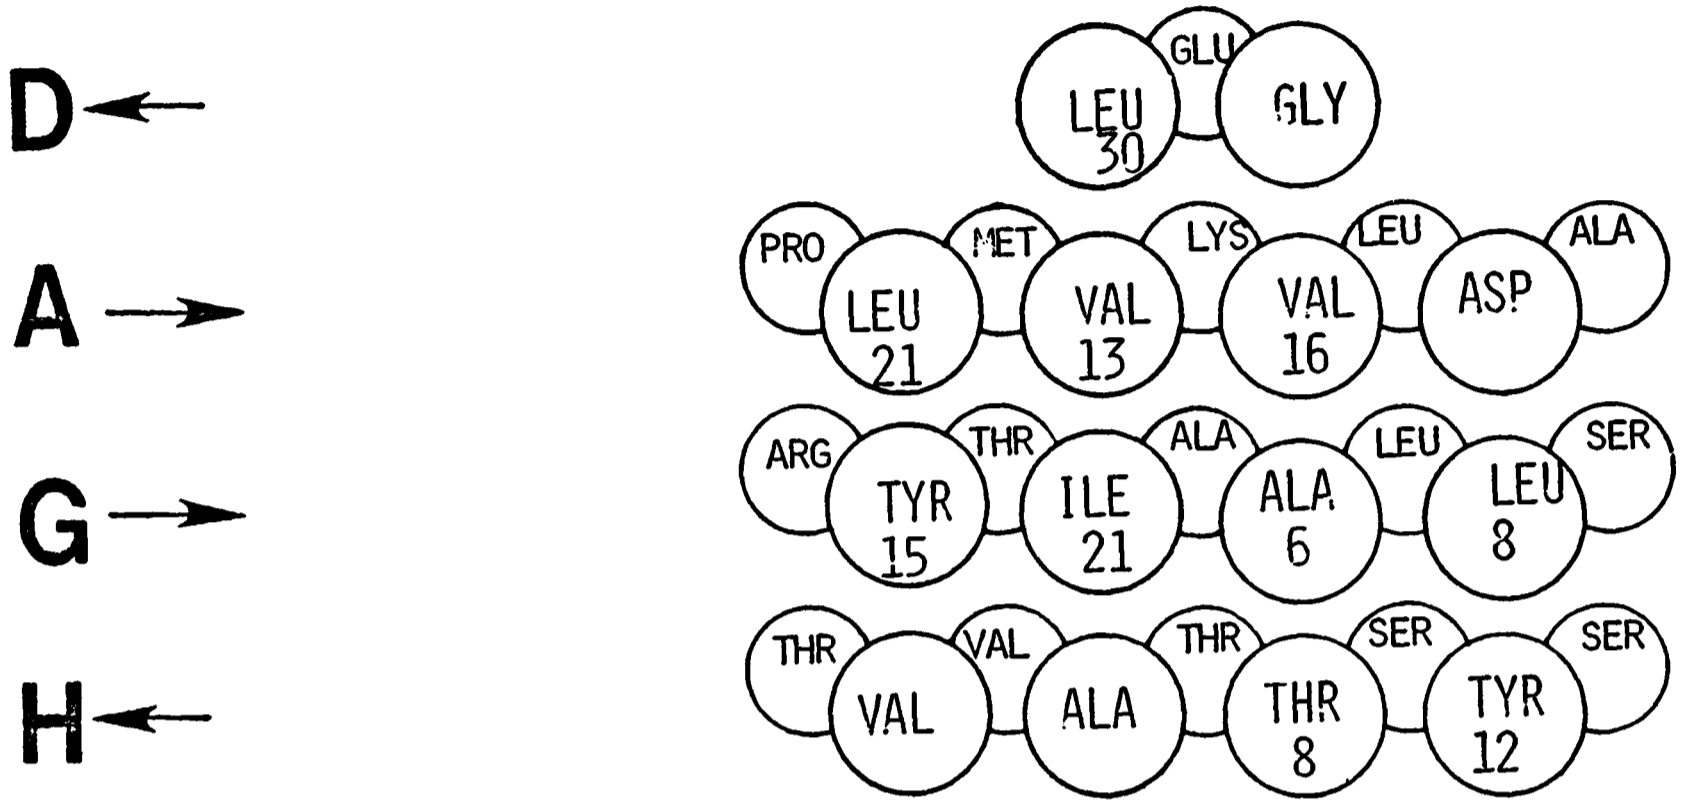 D LEU 30 GLU GLY
A PRO LEU 21 MET VAL 13 LYS VAL 16 LEU ASP ALA
G ARG TYR 15 THR ILE 21 ALA ALA 6 LEU LEU 8 SER
H THR VAL VAL ALA THR THR 8 SER TYR 12 SER